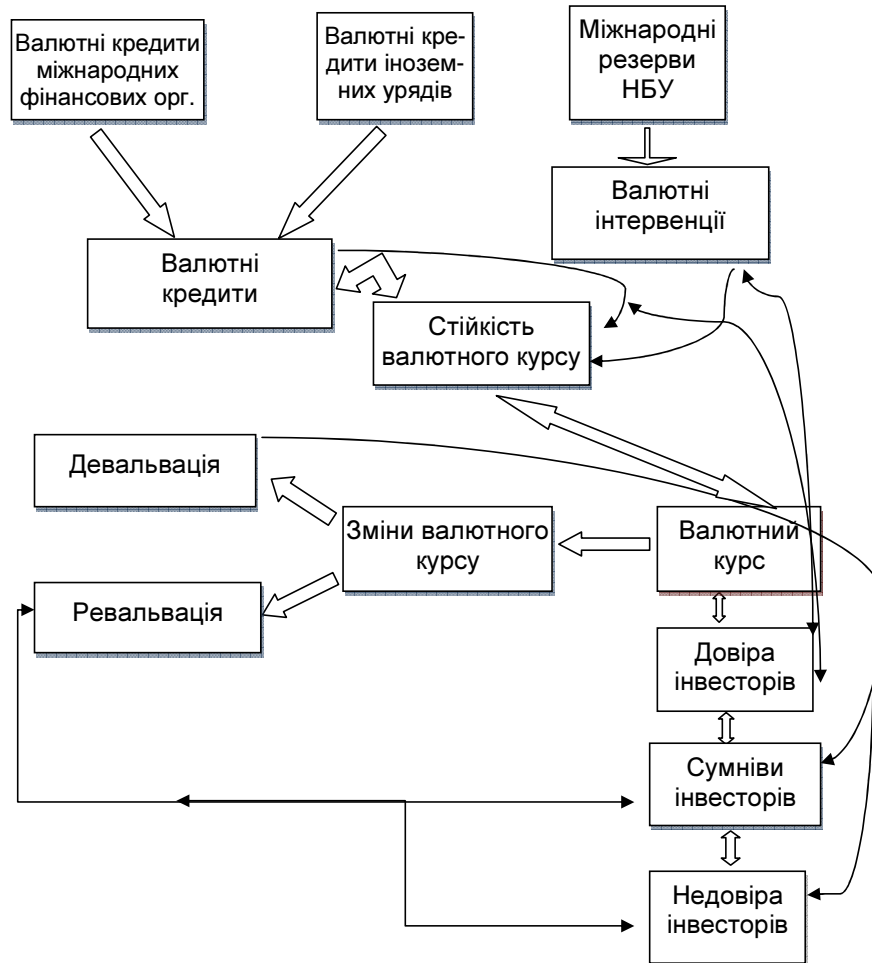 Валютні кредити
міжнародних
фінансових орг.
Валютні кре-
дити інозем-
них урядів
Міжнародні
резерви
НБУ
Валютні
інтервенції
Валютні
кредити
Стійкість
валютного курсу
Девальвація
Зміни валютного
курсу
Валютний
курс
Ревальвація
Довіра
інвесторів
Сумніви
інвесторів
Недовіра
інвесторів